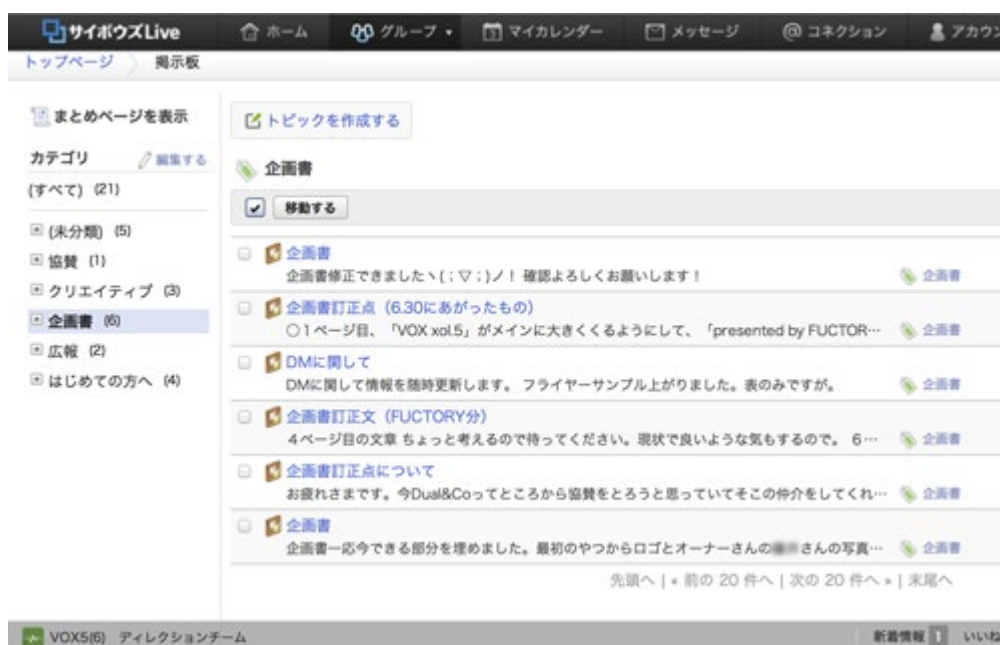 サイボウズLive ホーム グループ マイカレンダー メッセージ @ コネクション アカウン
トップページ 掲示板
まとめページを表示
カテゴリ 編集する
(すべて) (21)
(未分類) (5)
協賛 (1)
クリエイティブ (3)
企画書 (6)
広報 (2)
はじめての方へ (4)
トピックを作成する
企画書
移動する
企画書
企画書修正できましたヽ(;▽;)ノ! 確認よろしくお願いします! 企画書
企画書訂正点(6.30にあがったもの)
○1ページ目、「VOX xol.5」がメインに大きくくるようにして、「presented by FUCTOR… 企画書
DMに関して
DMに関して情報を随時更新します。 フライヤーサンプル上がりました。表のみですが。 企画書
企画書訂正文(FUCTORY分)
4ページ目の文章 ちょっと考えるので待ってください。現状で良いような気もするので。 6… 企画書
企画書訂正点について
お疲れさまです。今Dual&Coってところから協賛をとろうと思っていてそこの仲介をしてくれ… 企画書
企画書
企画書一応今できる部分を埋めました。最初のやつからロゴとオーナーさんの さんの写真… 企画書
先頭へ | « 前の 20 件へ | 次の 20 件へ » | 末尾へ
VOX5(6) ディレクションチーム 新着情報 1 いいね